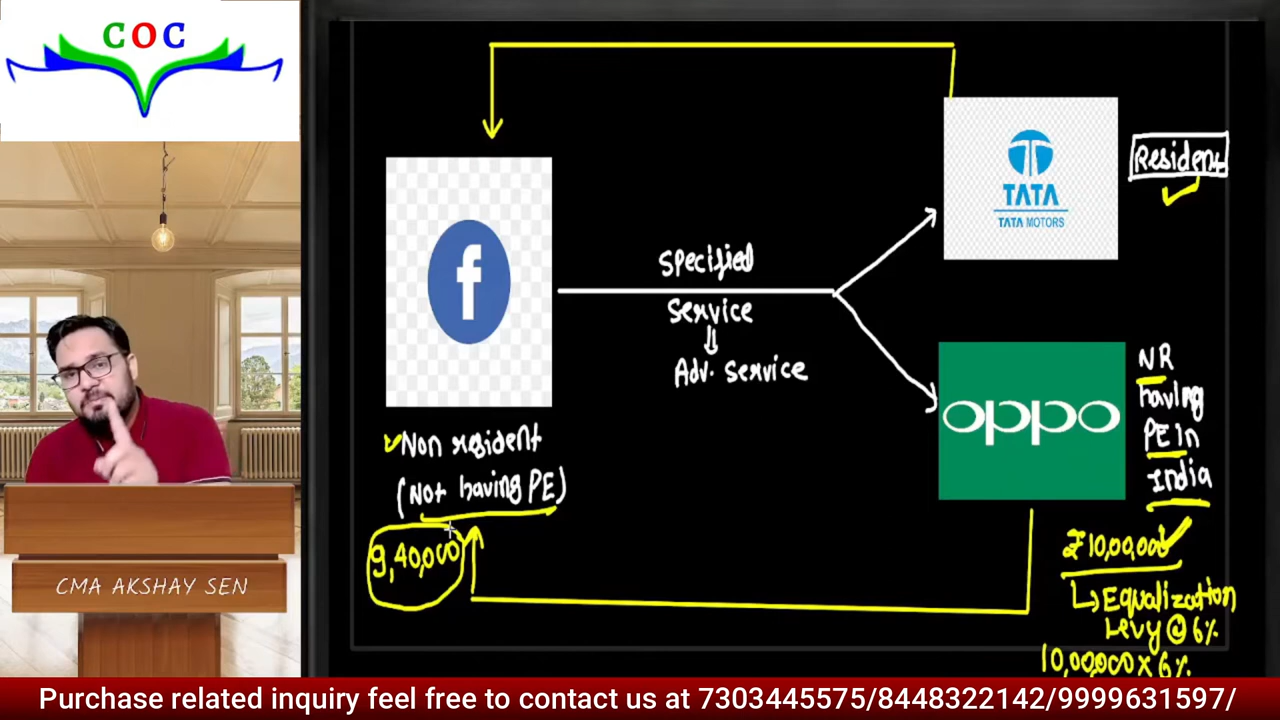 COC
TATA
TATA MOTORS
Resident
f
Specified
Service
Adv. Service
oppo
NR
having
PE In
India
Non resident
(Not having PE)
9,40,000
₹10,00,000
Equalization
Levy @ 6%
10,00,000 x 6%
CMA AKSHAY SEN
Purchase related inquiry feel free to contact us at 7303445575/8448322142/9999631597/